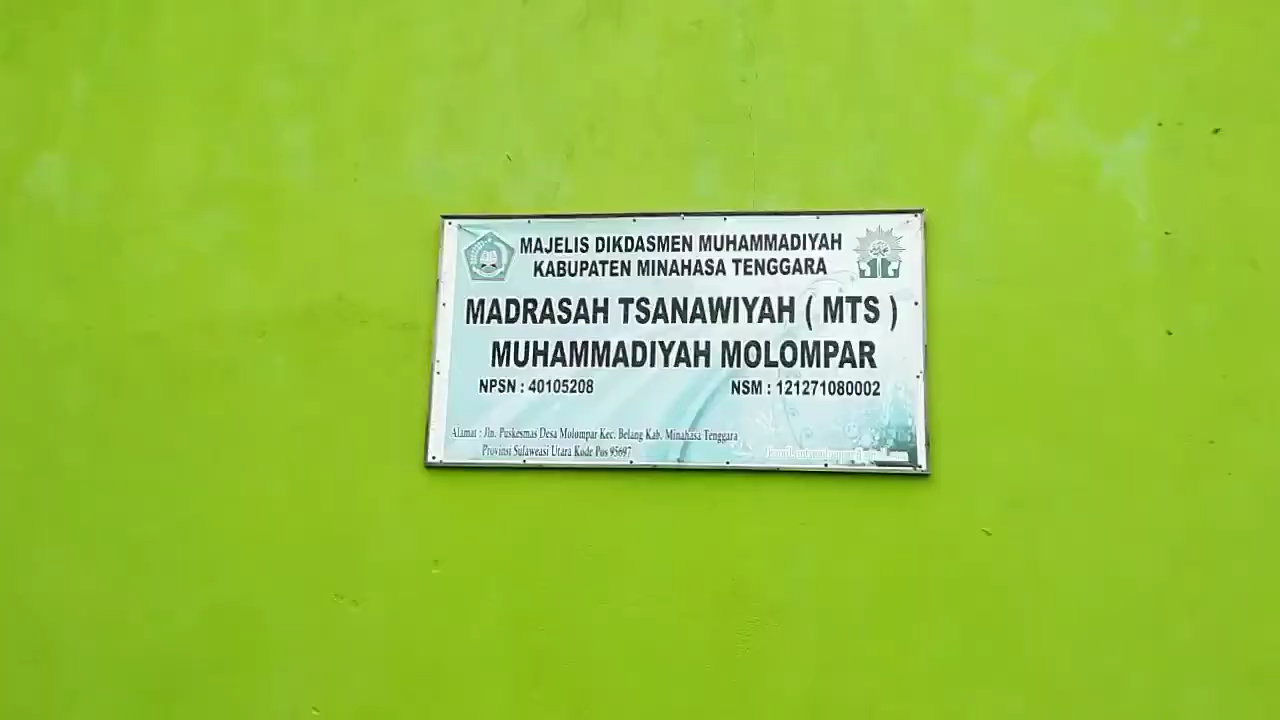 MAJELIS DIKDASMEN MUHAMMADIYAH
KABUPATEN MINAHASA TENGGARA
MADRASAH TSANAWIYAH ( MTS )
MUHAMMADIYAH MOLOMPAR
NPSN : 40105208 NSM : 121271080002
Alamat : Jln. Puskesmas Desa Molompar Kec. Belang Kab. Minahasa Tenggara
Provinsi Sulaweasi Utara Kode Pos 95697